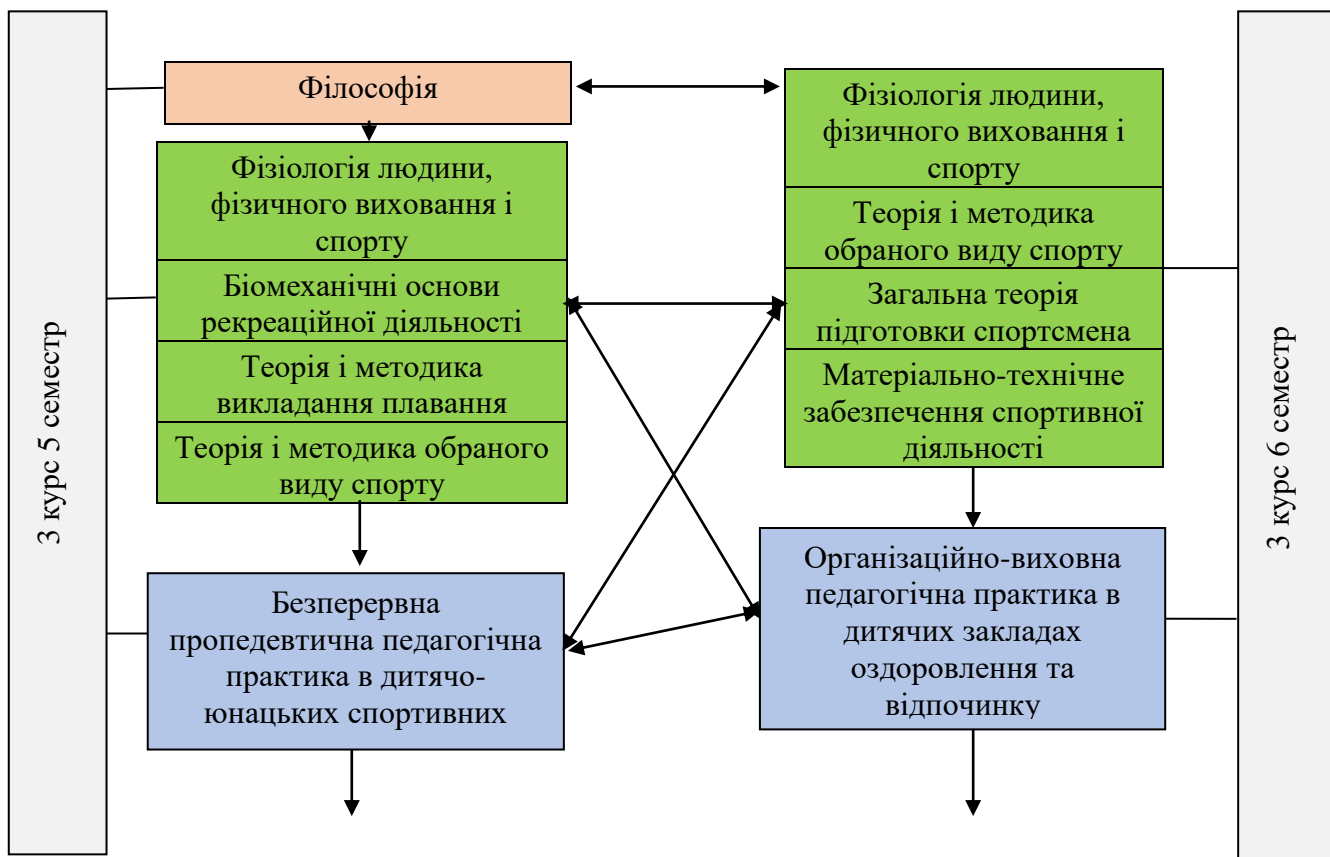 3 курс 5 семестр
Філософія
Фізіологія людини,
фізичного виховання і
спорту
Біомеханічні основи
рекреаційної діяльності
Теорія і методика
викладання плавання
Теорія і методика обраного
виду спорту
Безперервна
пропедевтична педагогічна
практика в дитячо-
юнацьких спортивних
Фізіологія людини,
фізичного виховання і
спорту
Теорія і методика
обраного виду спорту
Загальна теорія
підготовки спортсмена
Матеріально-технічне
забезпечення спортивної
діяльності
Організаційно-виховна
педагогічна практика в
дитячих закладах
оздоровлення та
відпочинку
3 курс 6 семестр